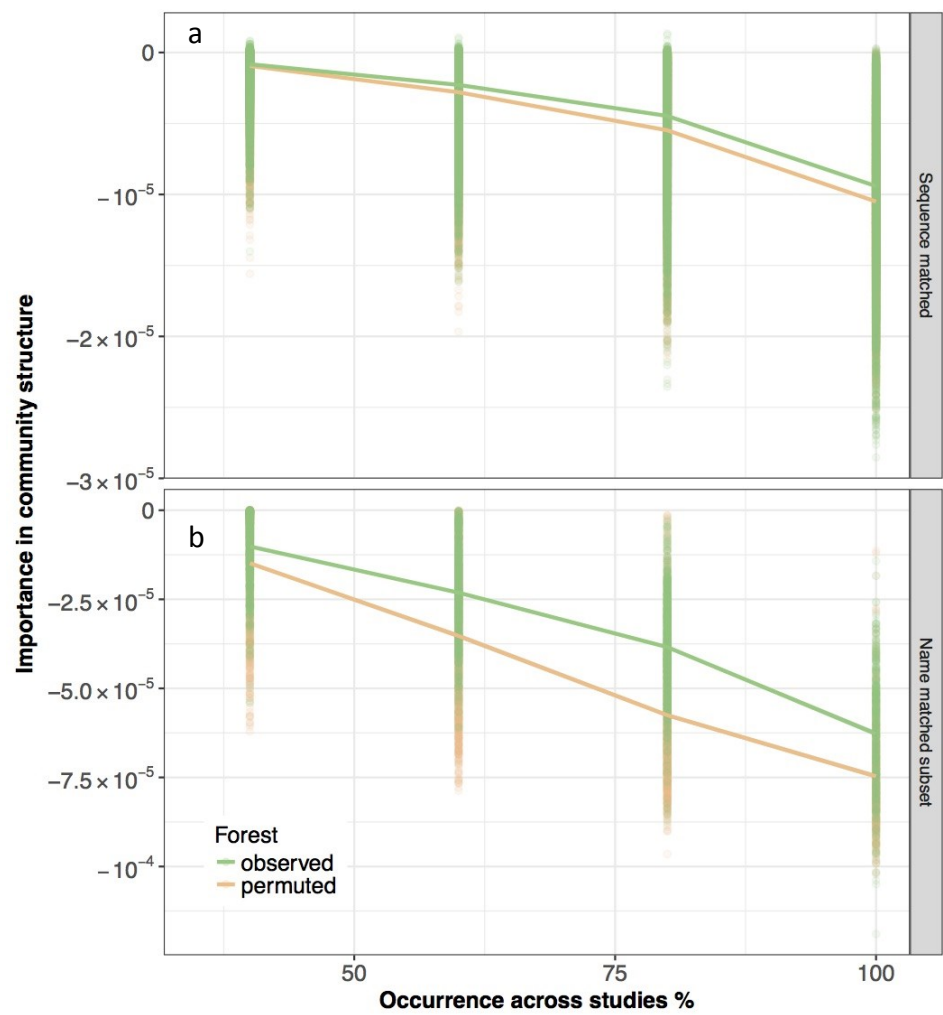 a
0
−10⁻⁵
−2 × 10⁻⁵
−3 × 10⁻⁵
Sequence matched
Importance in community structure
b
0
−2.5 × 10⁻⁵
−5.0 × 10⁻⁵
−7.5 × 10⁻⁵
−10⁻⁴
Name matched subset
Forest
observed
permuted
50
75
100
Occurrence across studies %